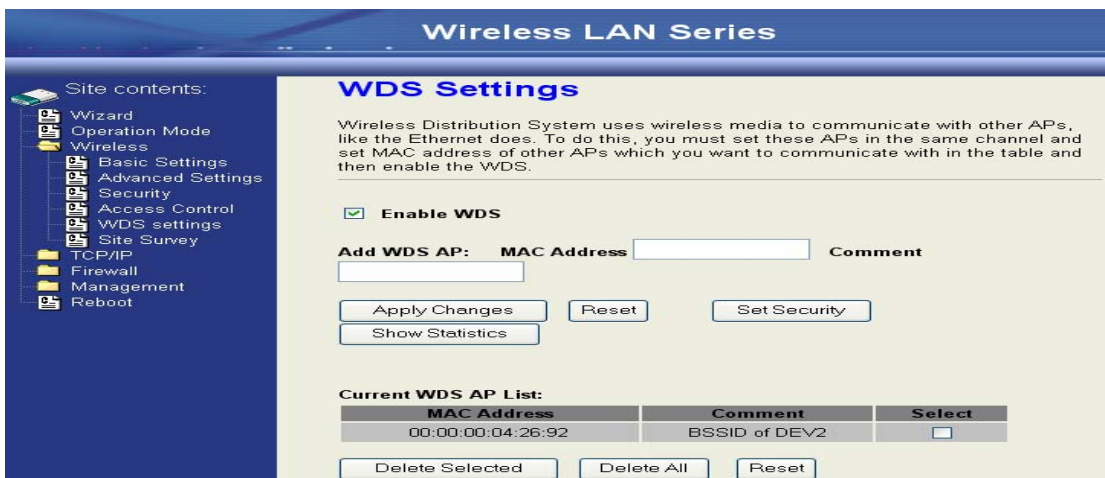 Wireless LAN Series
Site contents:
Wizard
Operation Mode
Wireless
Basic Settings
Advanced Settings
Security
Access Control
WDS settings
Site Survey
TCP/IP
Firewall
Management
Reboot
WDS Settings
Wireless Distribution System uses wireless media to communicate with other APs,
like the Ethernet does. To do this, you must set these APs in the same channel and
set MAC address of other APs which you want to communicate with in the table and
then enable the WDS.
Enable WDS
Add WDS AP: MAC Address Comment
Apply Changes Reset Set Security
Show Statistics
Current WDS AP List:
MAC Address Comment Select
00:00:00:04:26:92 BSSID of DEV2
Delete Selected Delete All Reset